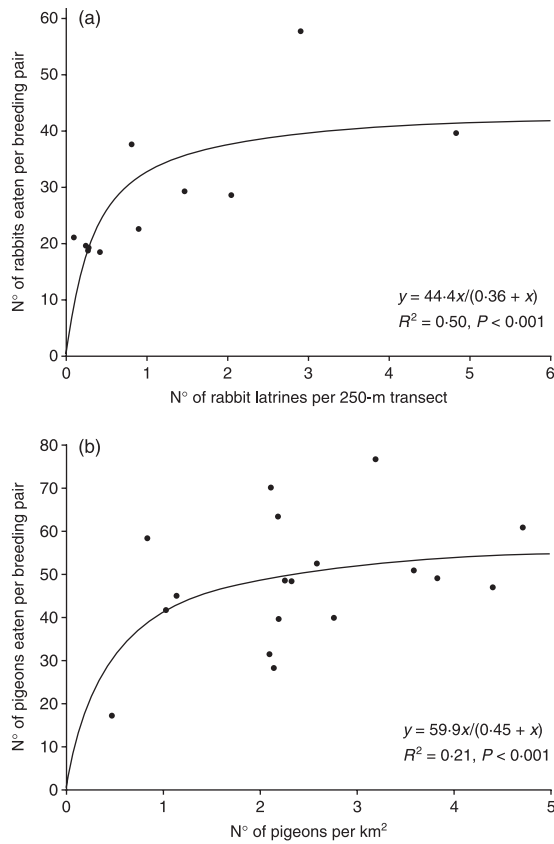 (a)
60
50
40
30
20
10
0
N° of rabbits eaten per breeding pair
y = 44·4x/(0·36 + x)
R² = 0·50, P < 0·001
0 1 2 3 4 5 6
N° of rabbit latrines per 250-m transect
(b)
80
70
60
50
40
30
20
10
0
N° of pigeons eaten per breeding pair
y = 59·9x/(0·45 + x)
R² = 0·21, P < 0·001
0 1 2 3 4 5
N° of pigeons per km²